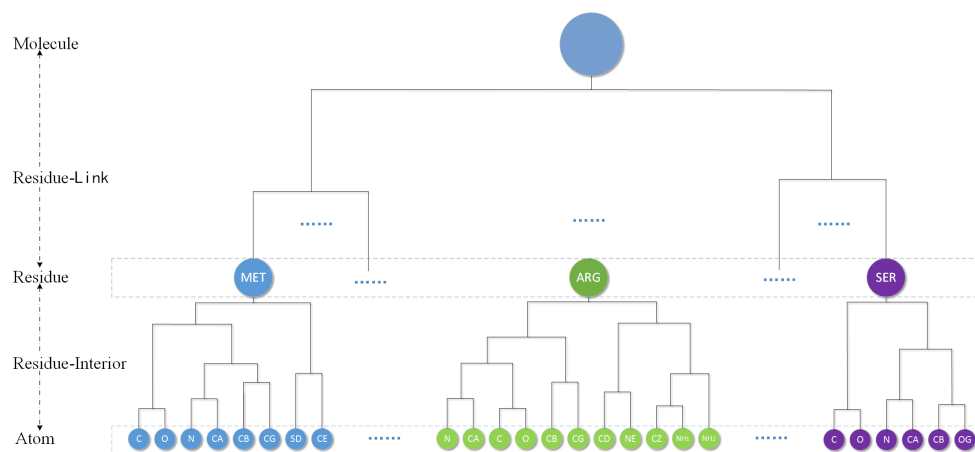 Molecule
Residue-Link
...... ...... ......
Residue MET ...... ARG ...... SER
Residue-Interior
Atom C O N CA CB CG SD CE ...... N CA C O CB CG CD NE CZ NH1 NH2 ...... C O N CA CB OG